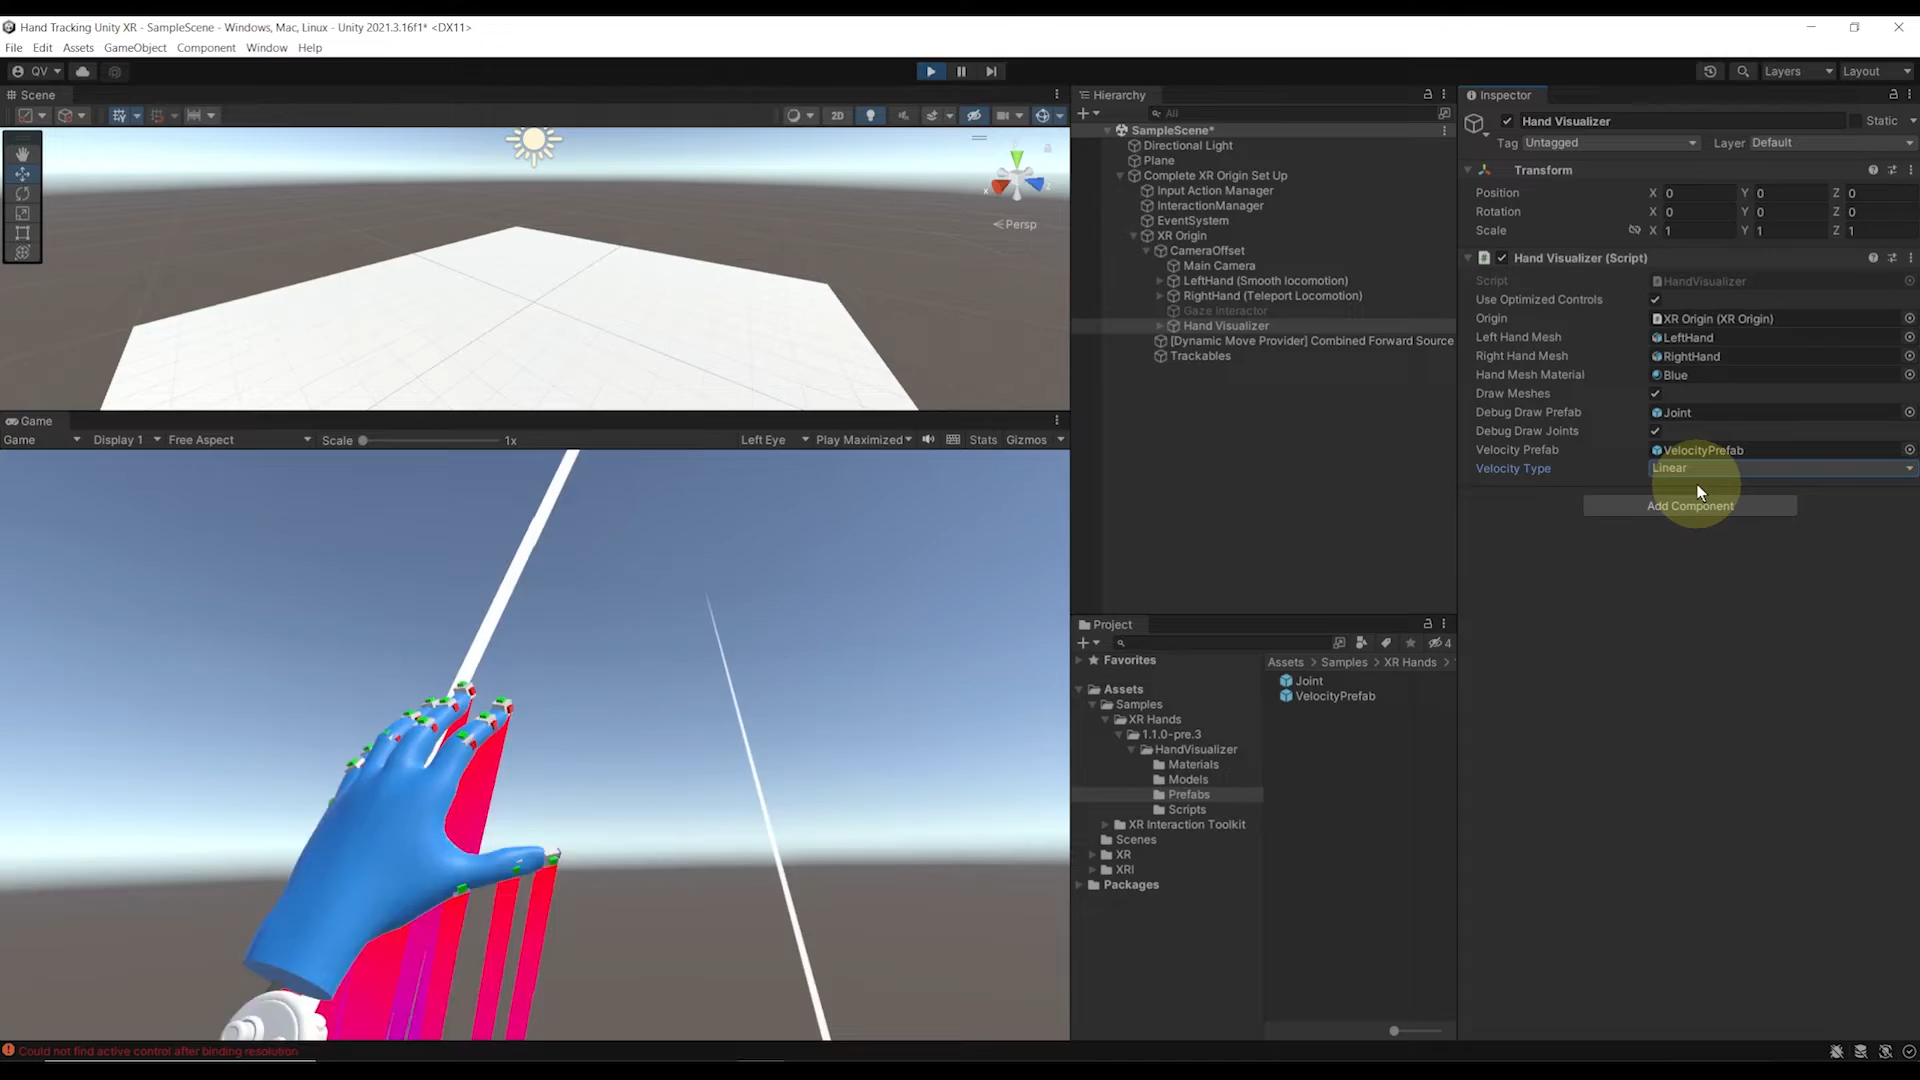 Hand Tracking Unity XR - SampleScene - Windows, Mac, Linux - Unity 2021.3.16f1* <DX11>
File Edit Assets GameObject Component Window Help
QV
Layers Layout
Scene
2D
Persp
Game
Game Display 1 Free Aspect Scale 1x Left Eye Play Maximized Stats Gizmos
Hierarchy
All
SampleScene*
Directional Light
Plane
Complete XR Origin Set Up
Input Action Manager
InteractionManager
EventSystem
XR Origin
CameraOffset
Main Camera
LeftHand (Smooth locomotion)
RightHand (Teleport Locomotion)
Gaze Interactor
Hand Visualizer
[Dynamic Move Provider] Combined Forward Source
Trackables
Project
4
Favorites
Assets
Samples
XR Hands
1.1.0-pre.3
HandVisualizer
Materials
Models
Prefabs
Scripts
XR Interaction Toolkit
Scenes
XR
XRI
Packages
Assets > Samples > XR Hands >
Joint
VelocityPrefab
Inspector
Hand Visualizer Static
Tag Untagged Layer Default
Transform
Position X 0 Y 0 Z 0
Rotation X 0 Y 0 Z 0
Scale X 1 Y 1 Z 1
Hand Visualizer (Script)
Script HandVisualizer
Use Optimized Controls
Origin XR Origin (XR Origin)
Left Hand Mesh LeftHand
Right Hand Mesh RightHand
Hand Mesh Material Blue
Draw Meshes
Debug Draw Prefab Joint
Debug Draw Joints
Velocity Prefab VelocityPrefab
Velocity Type Linear
Add Component
Could not find active control after binding resolution